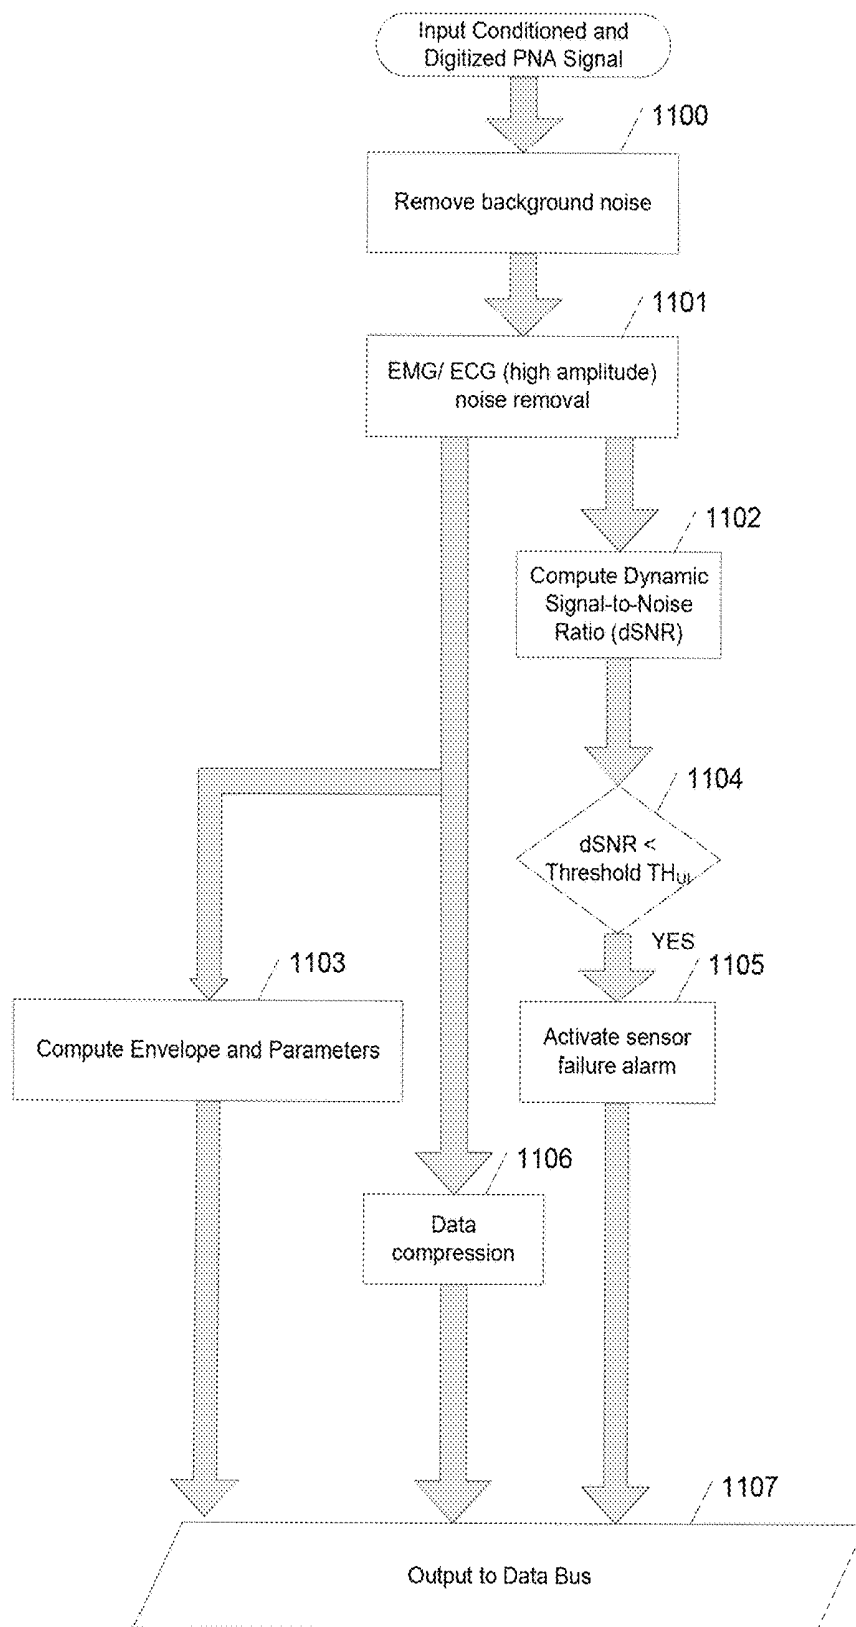 Input Conditioned and
Digitized PNA Signal
1100
Remove background noise
1101
EMG/ ECG (high amplitude)
noise removal
1102
Compute Dynamic
Signal-to-Noise
Ratio (dSNR)
1104
dSNR <
Threshold
YES
1103
1105
Compute Envelope and Parameters
Activate sensor
failure alarm
1106
Data
compression
1107
Output to Data Bus